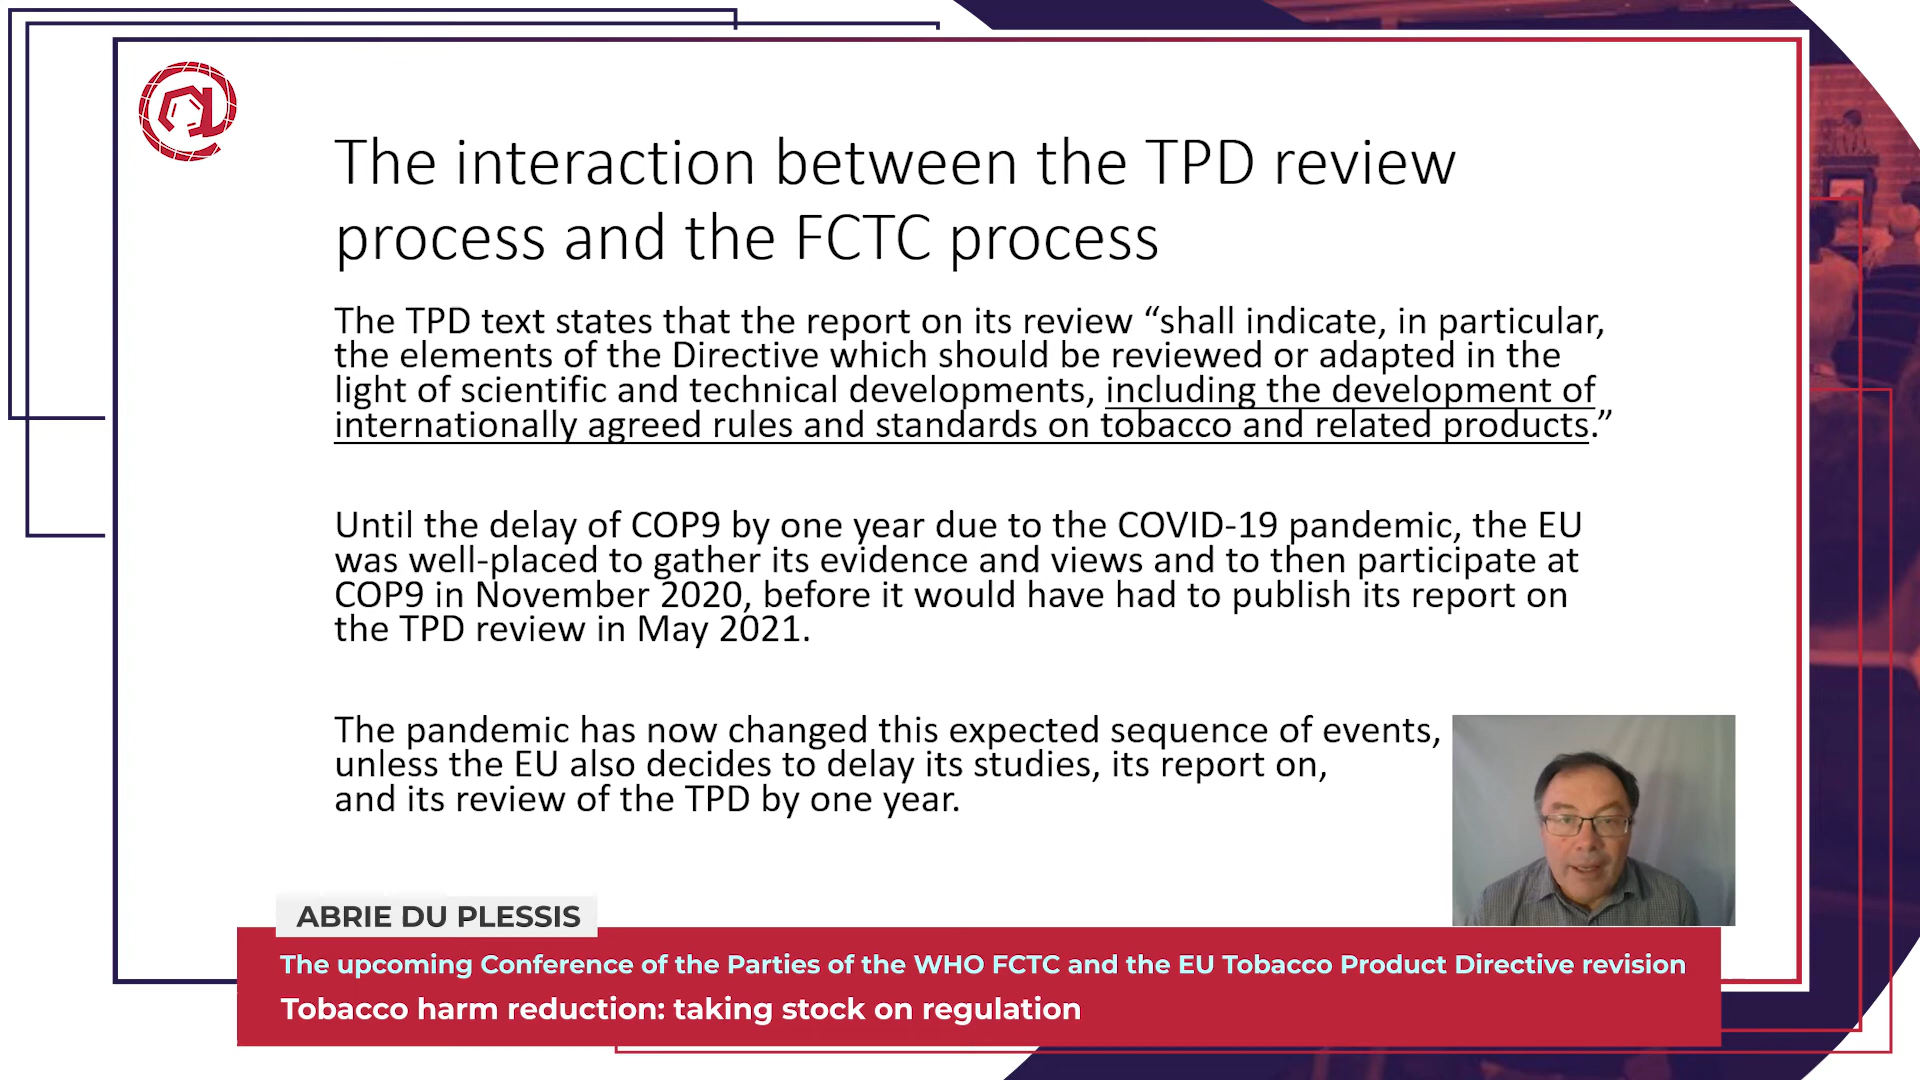 The interaction between the TPD review
process and the FCTC process
The TPD text states that the report on its review “shall indicate, in particular,
the elements of the Directive which should be reviewed or adapted in the
light of scientific and technical developments, including the development of
internationally agreed rules and standards on tobacco and related products.”
Until the delay of COP9 by one year due to the COVID-19 pandemic, the EU
was well-placed to gather its evidence and views and to then participate at
COP9 in November 2020, before it would have had to publish its report on
the TPD review in May 2021.
The pandemic has now changed this expected sequence of events,
unless the EU also decides to delay its studies, its report on,
and its review of the TPD by one year.
ABRIE DU PLESSIS
The upcoming Conference of the Parties of the WHO FCTC and the EU Tobacco Product Directive revision
Tobacco harm reduction: taking stock on regulation